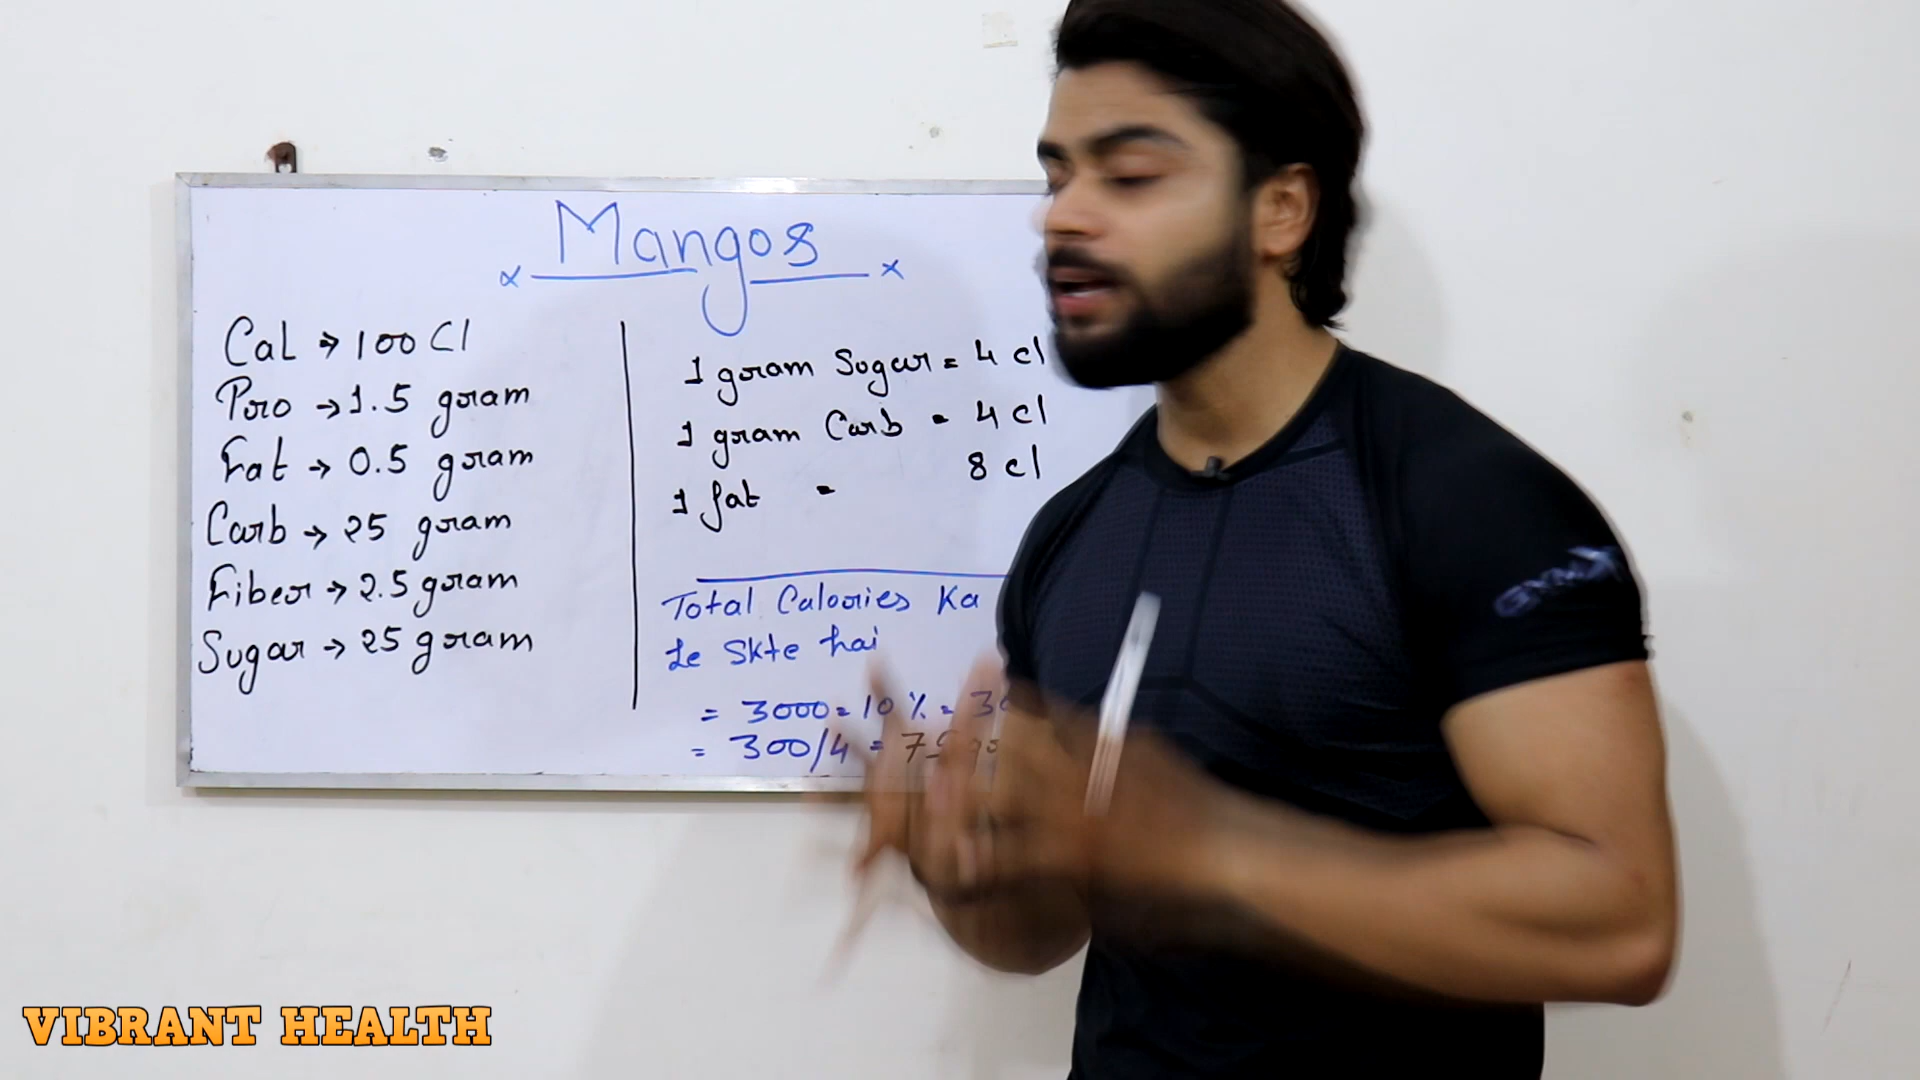 Mangos
Cal → 100 Cl
Pro → 1.5 gram
Fat → 0.5 gram
Carb → 25 gram
Fiber → 2.5 gram
Sugar → 25 gram
1 gram Sugar = 4 cl
1 gram Carb = 4 cl
1 fat = 8 cl
Total Calories Ka
Le Skte hai
= 3000 = 10 % =
= 300/4 =
VIBRANT HEALTH